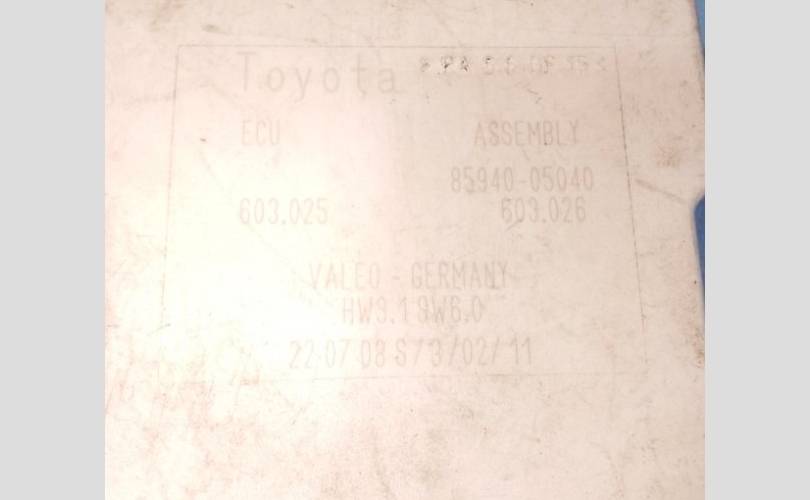 Toyota
ECU ASSEMBLY
85940-05040
603.025 603.026
VALEO - GERMANY
HW3.1 SW6.0
22.07.08 S/3/02/11